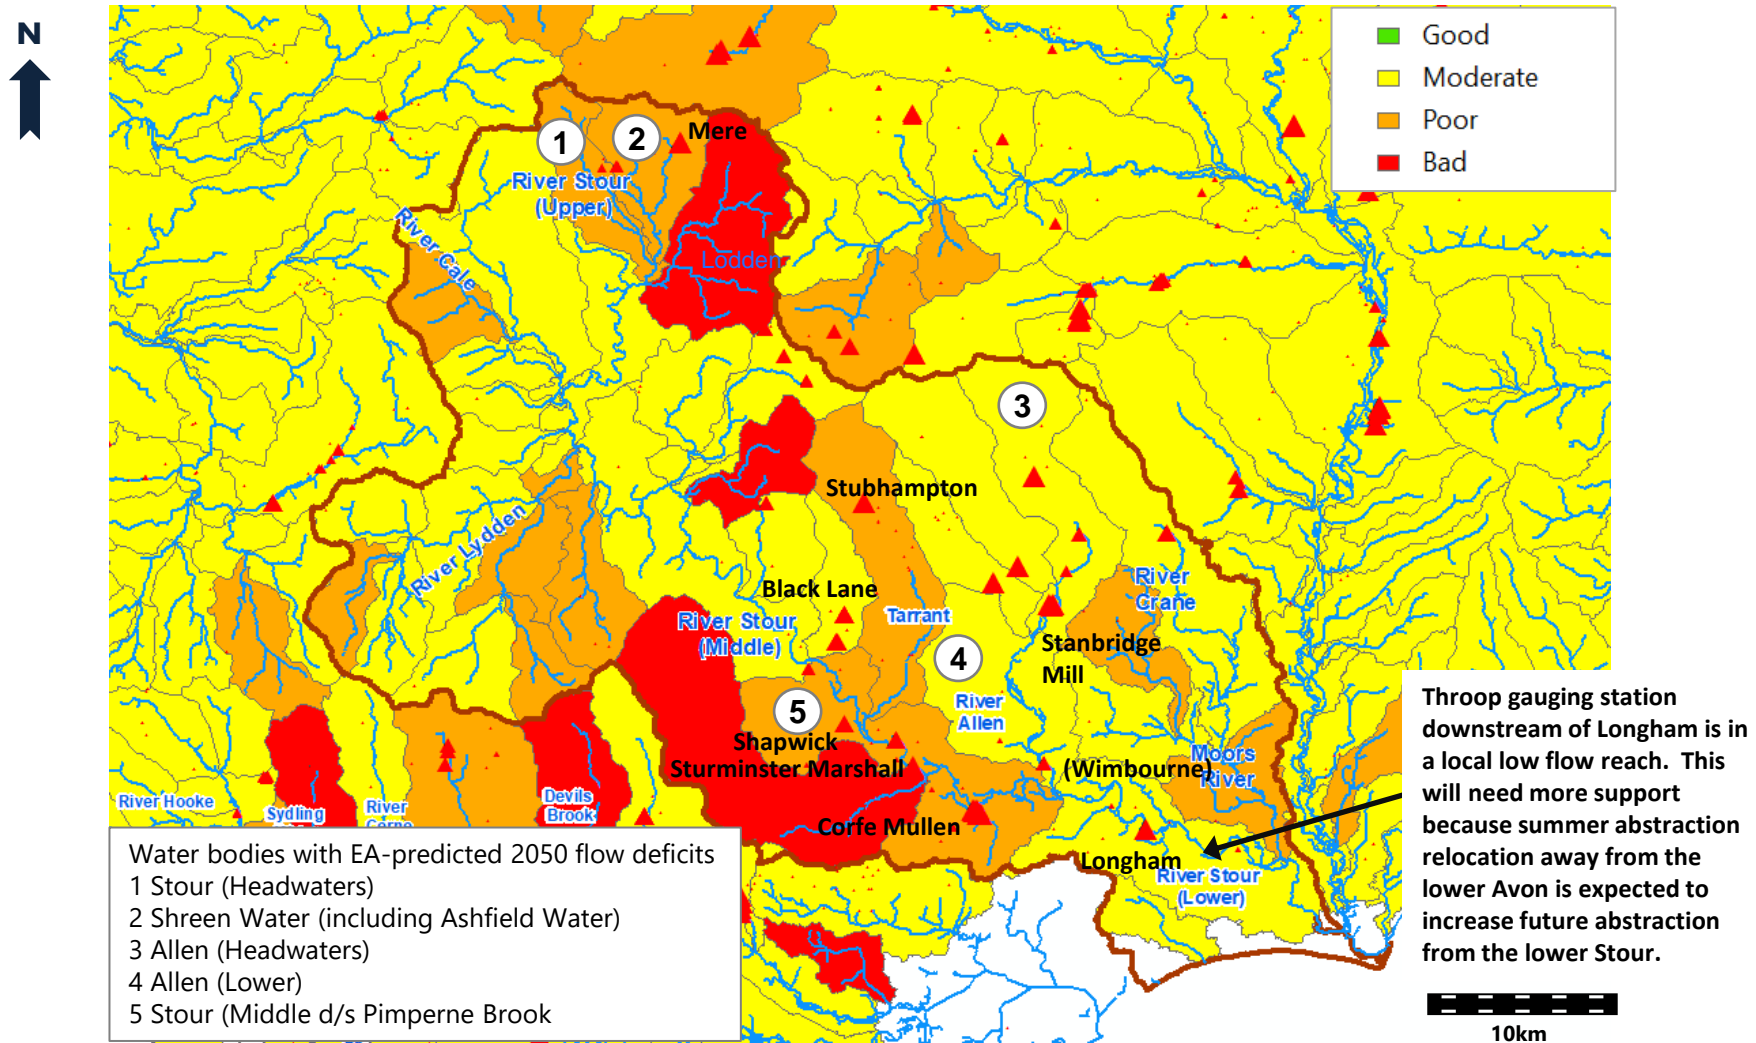 N
Good
Moderate
Poor
Bad
Mere
1
2
River Stour
(Upper)
River Cale
Lodden
3
Stubhampton
River Lydden
Black Lane
River Stour
(Middle)
Tarrant
River
Crane
Stanbridge
Mill
4
River
Allen
5
Shapwick
Sturminster Marshall
(Wimbourne)
Moors
River
Corfe Mullen
Longham
River Stour
(Lower)
River Hooke
Sydling
River
Devils
Brook
Throop gauging station
downstream of Longham is in
a local low flow reach. This
will need more support
because summer abstraction
relocation away from the
lower Avon is expected to
increase future abstraction
from the lower Stour.
Water bodies with EA-predicted 2050 flow deficits
1 Stour (Headwaters)
2 Shreen Water (including Ashfield Water)
3 Allen (Headwaters)
4 Allen (Lower)
5 Stour (Middle d/s Pimperne Brook
10km